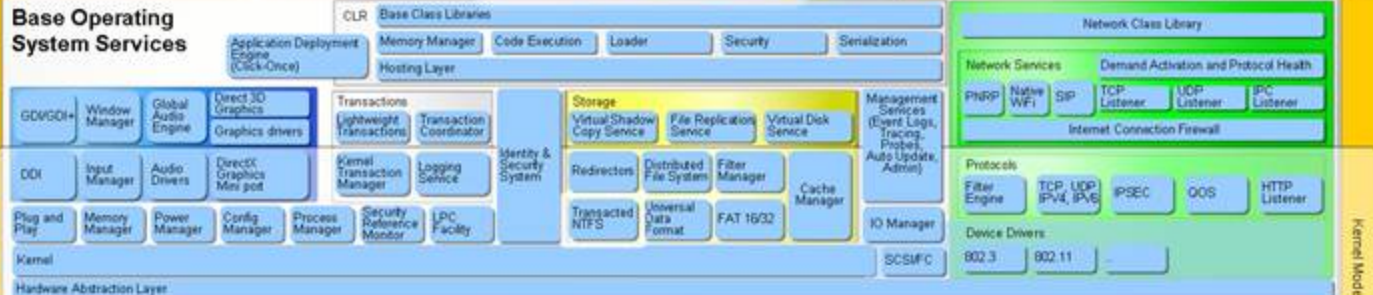 Base Operating
System Services
Application Deployment
Engine
(Click-Once)
CLR
Base Class Libraries
Memory Manager
Code Execution
Loader
Security
Serialization
Hosting Layer
Network Class Library
Network Services
Demand Activation and Protocol Health
PNRP
Native
WiFi
SIP
TCP
Listener
UDP
Listener
IPC
Listener
Internet Connection Firewall
GDI/GDI+
Window
Manager
Global
Audio
Engine
Direct 3D
Graphics
Graphics drivers
DDI
Input
Manager
Audio
Drivers
DirectX
Graphics
Mini port
Transactions
Lightweight
Transactions
Transaction
Coordinator
Kernel
Transaction
Manager
Logging
Service
Identity &
Security
System
Storage
Virtual Shadow
Copy Service
File Replication
Service
Virtual Disk
Service
Redirectors
Distributed
File System
Filter
Manager
Cache
Manager
Transacted
NTFS
Universal
Data
Format
FAT 16/32
Management
Services
(Event Logs,
Tracing,
Probes,
Auto Update,
Admin)
IO Manager
Protocols
Filter
Engine
TCP, UDP
IPV4, IPV6
IPSEC
QOS
HTTP
Listener
Device Drivers
802.3
802.11
...
Plug and
Play
Memory
Manager
Power
Manager
Config
Manager
Process
Manager
Security
Reference
Monitor
LPC
Facility
Kernel
SCSI/FC
Hardware Abstraction Layer
Kernel Mode